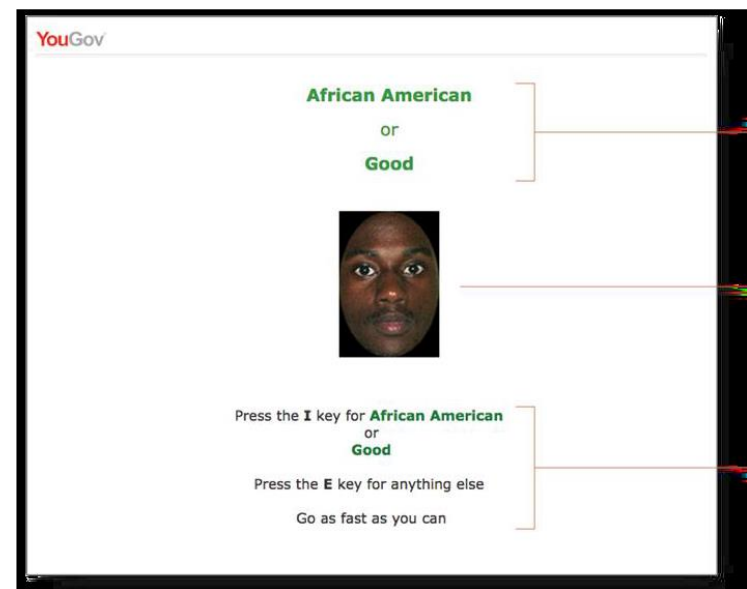 YouGov
African American
or
Good
Press the I key for African American
or
Good
Press the E key for anything else
Go as fast as you can